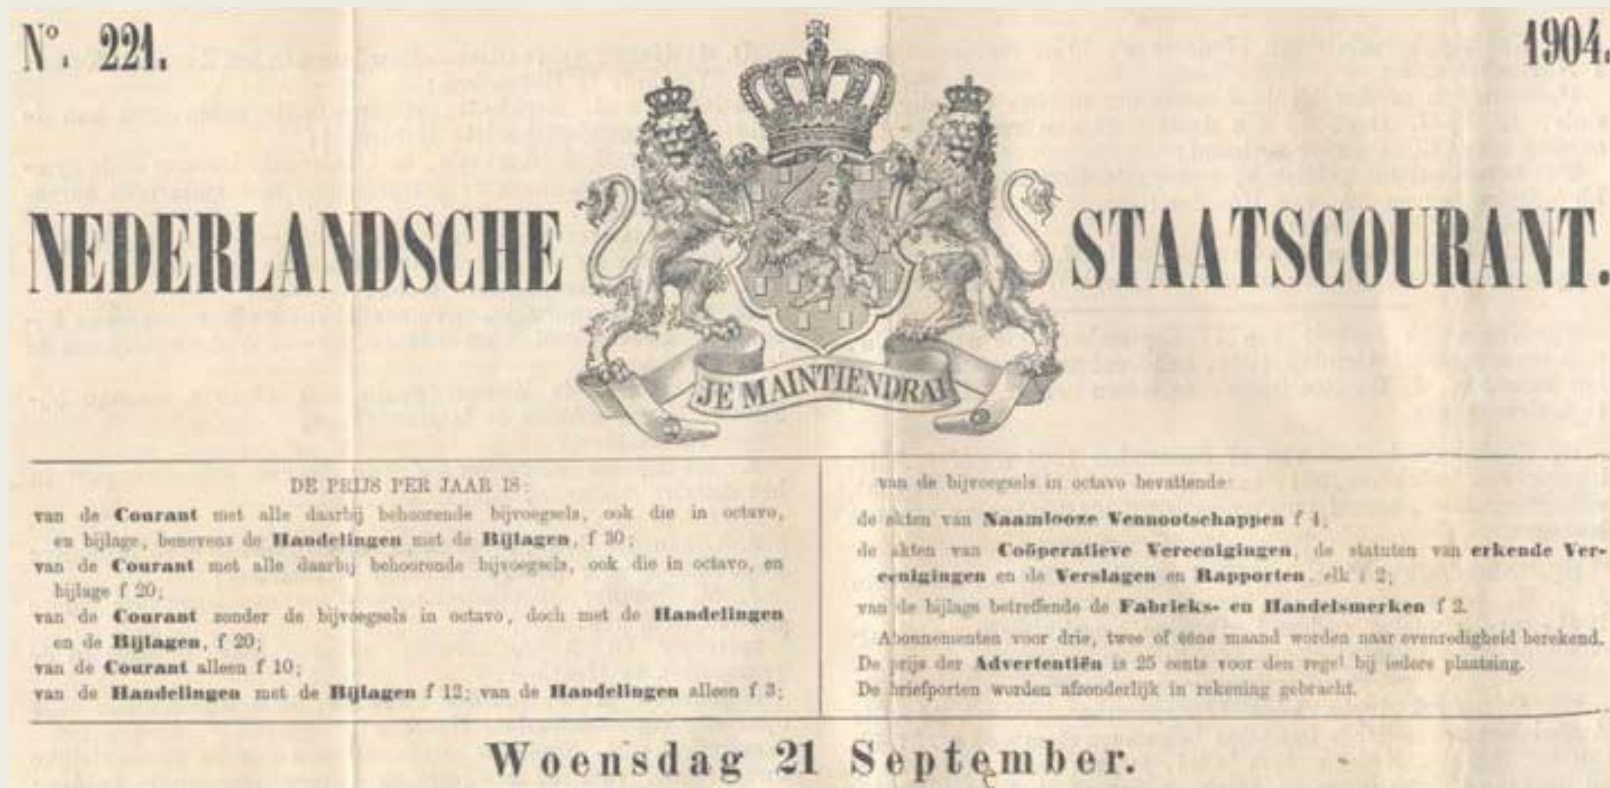 Nº. 221.
1904.
NEDERLANDSCHE STAATSCOURANT.
JE MAINTIENDRAI
DE PRIJS PER JAAR IS:
van de Courant met alle daarbij behoorende bijvoegsels, ook die in octavo,
en bijlage, benevens de Handelingen met de Bijlagen, f 30;
van de Courant met alle daarbij behoorende bijvoegsels, ook die in octavo, en
bijlage f 20;
van de Courant zonder de bijvoegsels in octavo, doch met de Handelingen
en de Bijlagen, f 20;
van de Courant alleen f 10;
van de Handelingen met de Bijlagen f 12; van de Handelingen alleen f 3;
van de bijvoegsels in octavo bevattende:
de akten van Naamlooze Vennootschappen f 4;
de akten van Coöperatieve Vereenigingen, de statuten van erkende Ver-
eenigingen en de Verslagen en Rapporten, elk f 2;
van de bijlage betreffende de Fabrieks- en Handelsmerken f 2.
Abonnementen voor drie, twee of eéne maand worden naar evenredigheid berekend.
De prijs der Advertentiën is 25 cents voor den regel bij iedere plaatsing.
De briefporten worden afzonderlijk in rekening gebracht.
Woensdag 21 September.